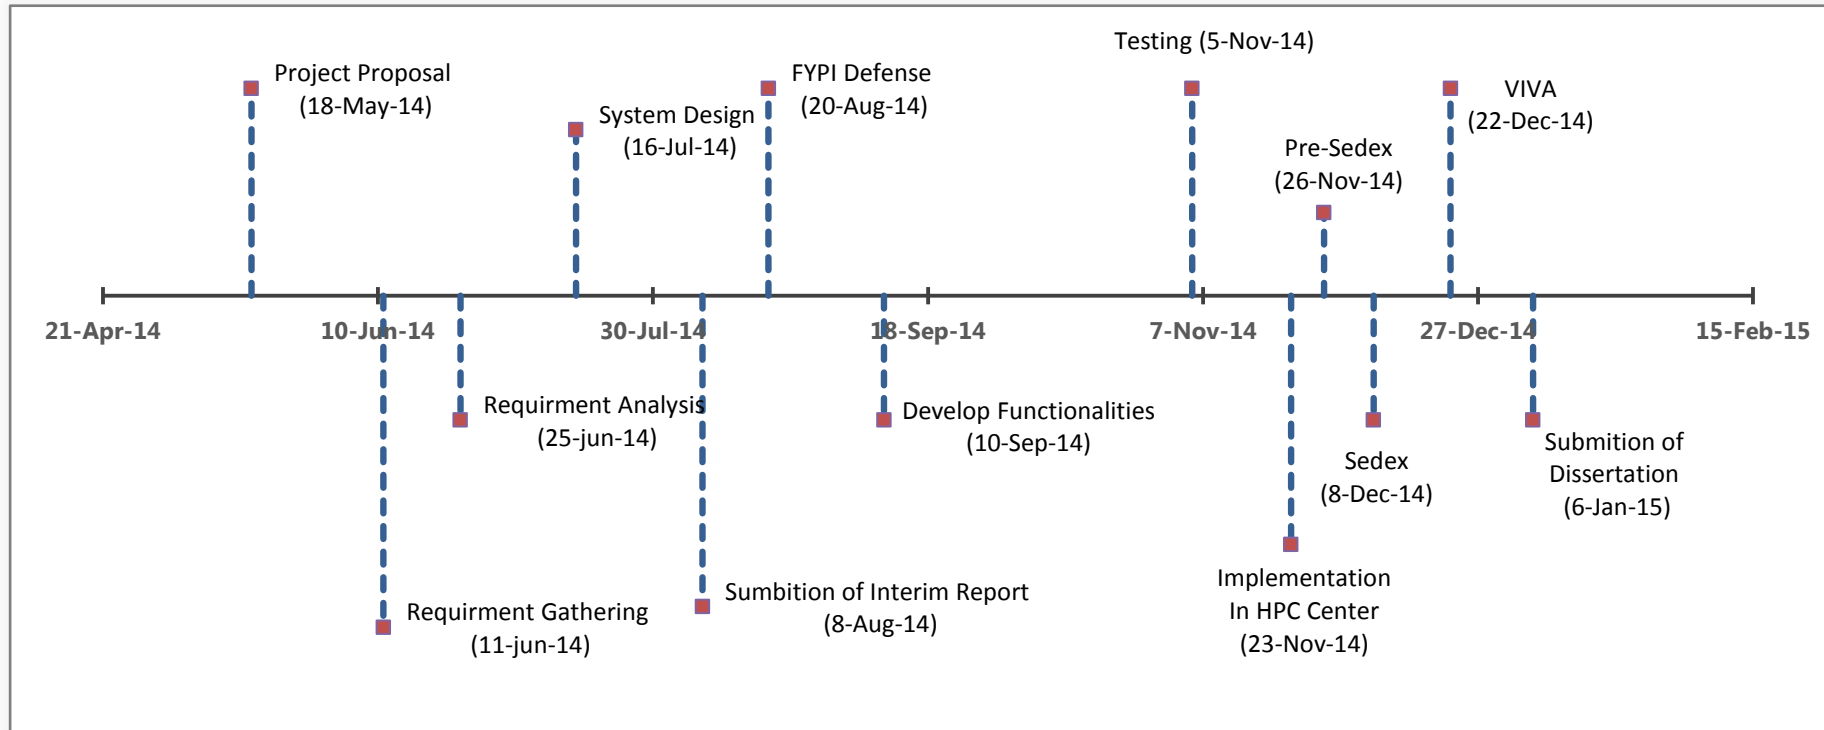 Testing (5-Nov-14)
Project Proposal
(18-May-14)
FYPI Defense
(20-Aug-14)
VIVA
(22-Dec-14)
System Design
(16-Jul-14)
Pre-Sedex
(26-Nov-14)
21-Apr-14
10-Jun-14
30-Jul-14
18-Sep-14
7-Nov-14
27-Dec-14
15-Feb-15
Requirment Analysis
(25-jun-14)
Develop Functionalities
(10-Sep-14)
Sedex
(8-Dec-14)
Submition of
Dissertation
(6-Jan-15)
Implementation
In HPC Center
(23-Nov-14)
Sumbition of Interim Report
(8-Aug-14)
Requirment Gathering
(11-jun-14)